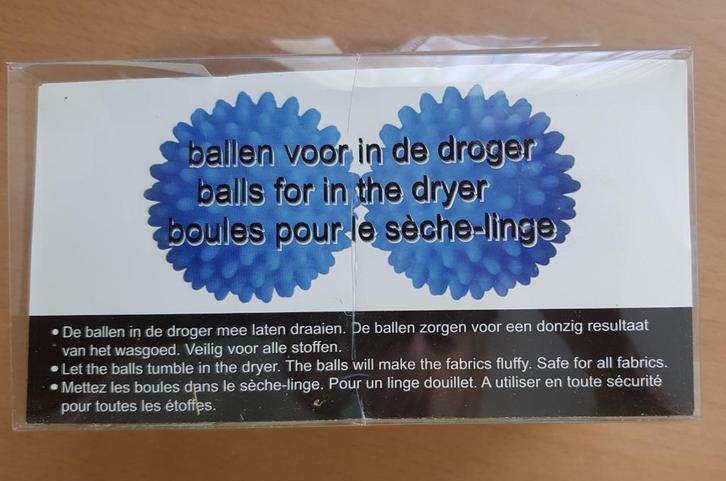 ballen voor in de droger
balls for in the dryer
boules pour le sèche-linge
• De ballen in de droger mee laten draaien. De ballen zorgen voor een donzig resultaat
van het wasgoed. Veilig voor alle stoffen.
• Let the balls tumble in the dryer. The balls will make the fabrics fluffy. Safe for all fabrics.
• Mettez les boules dans le sèche-linge. Pour un linge douillet. A utiliser en toute sécurité
pour toutes les étoffes.